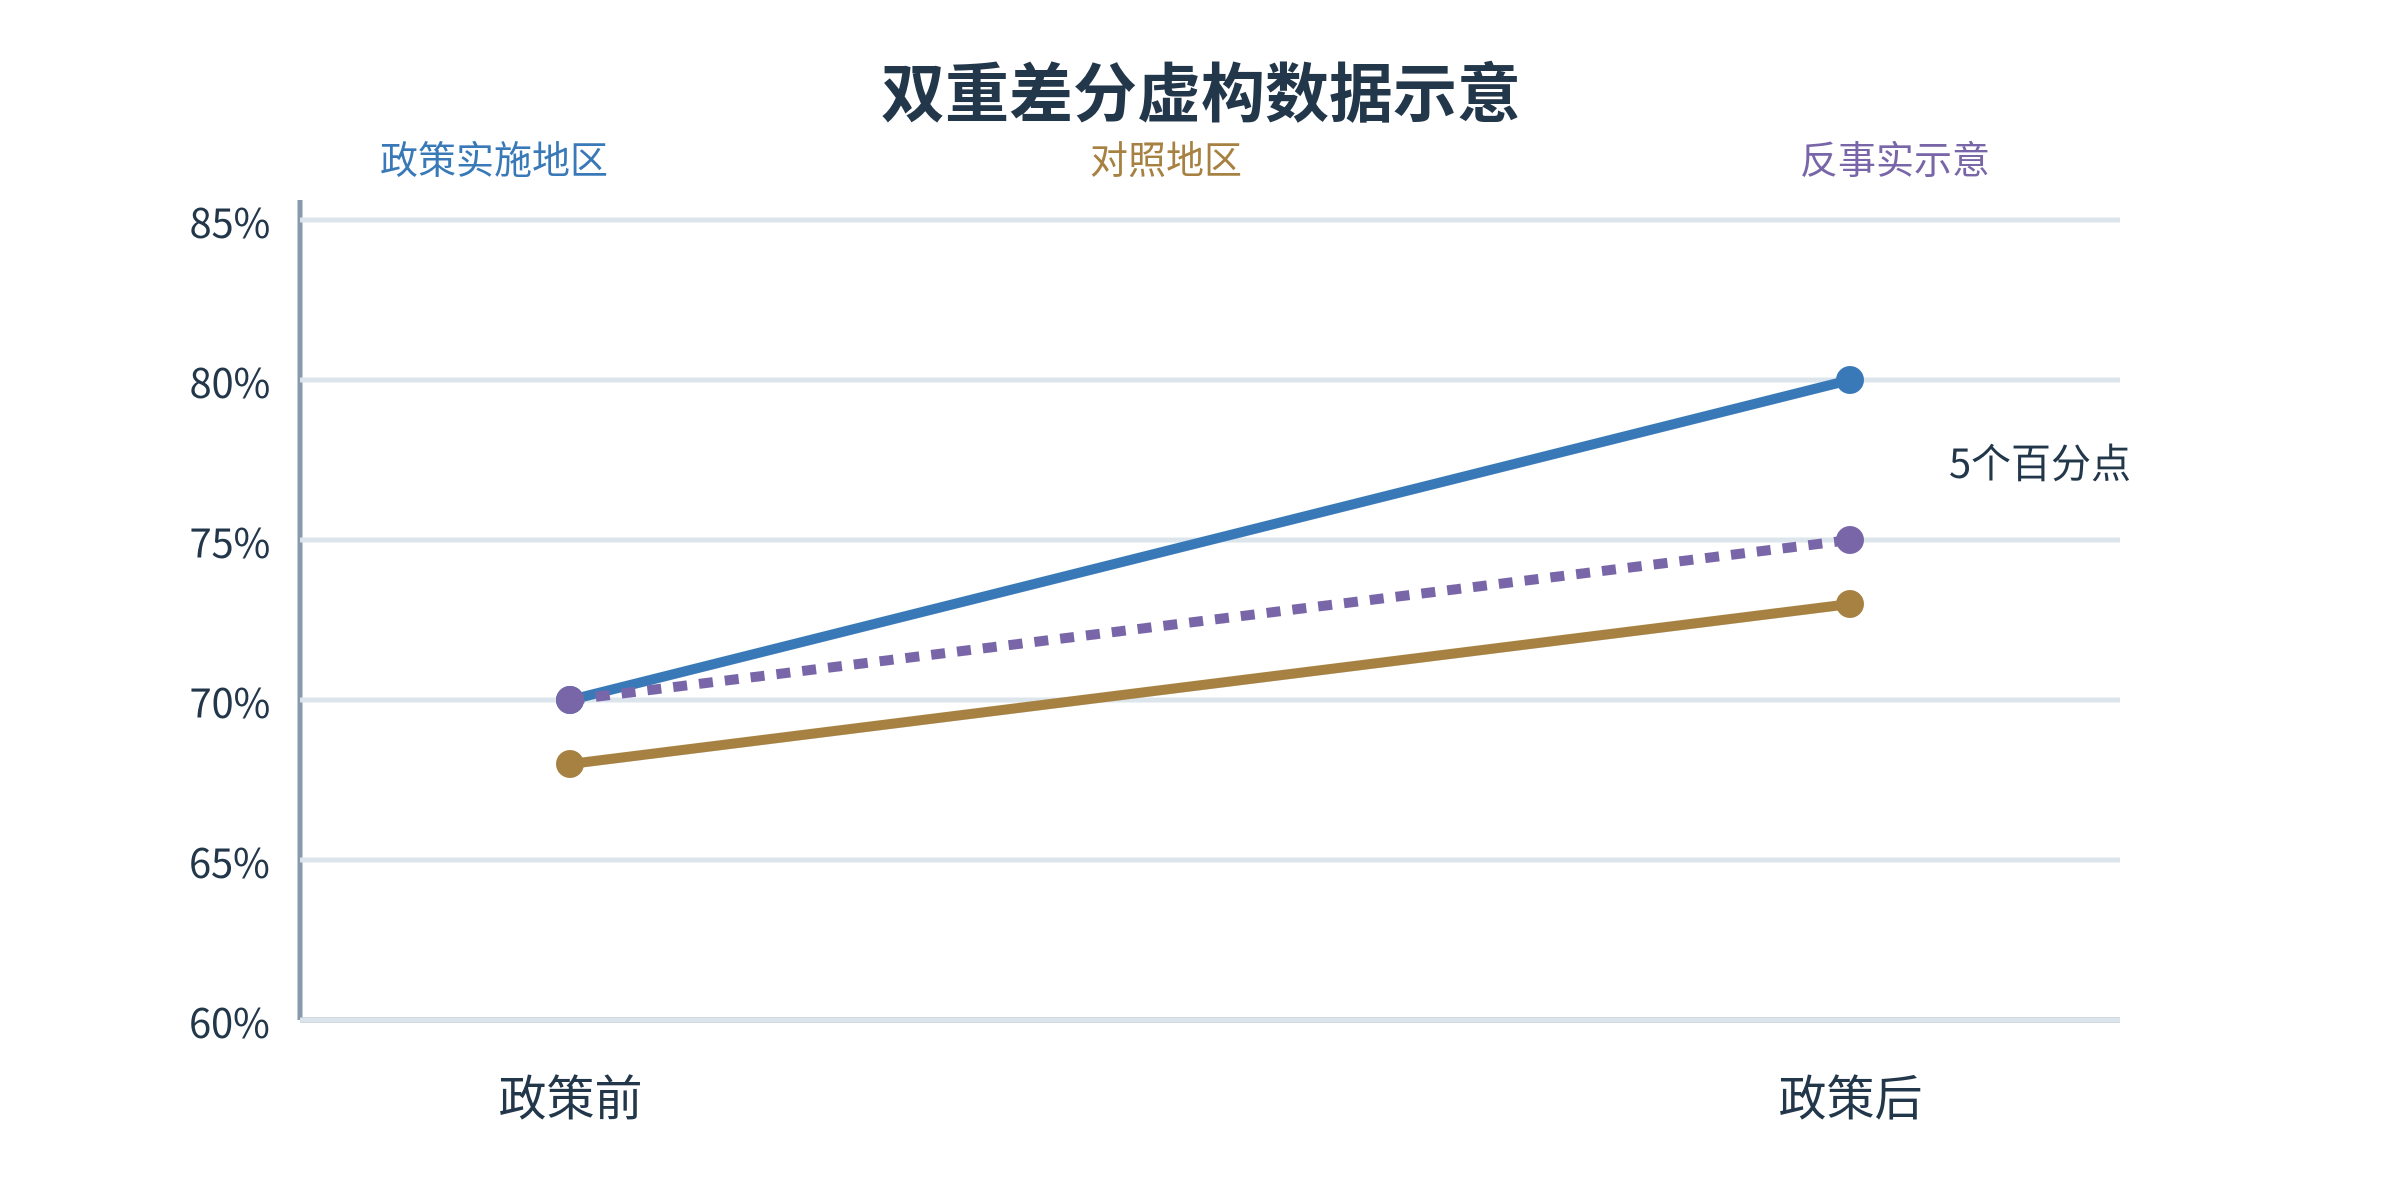 双重差分虚构数据示意
政策实施地区
对照地区
反事实示意
85%
80%
5个百分点
75%
70%
65%
60%
政策前
政策后